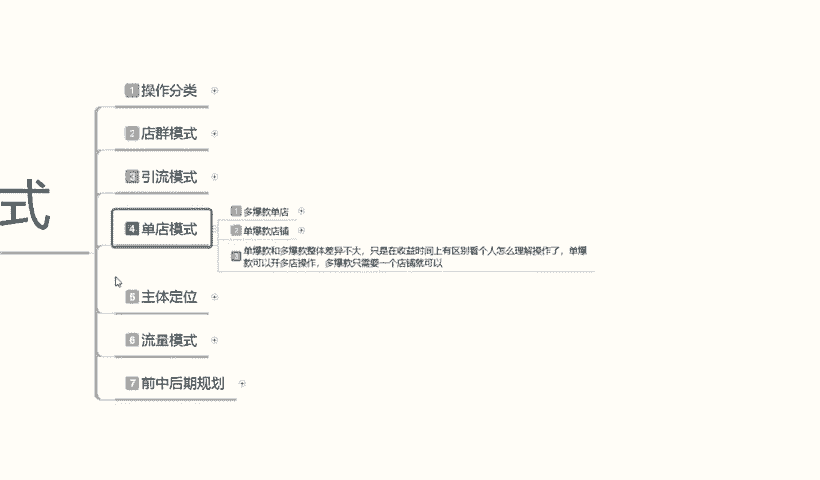 式
1 操作分类
2 店群模式
3 引流模式
4 单店模式
1 多爆款单店
2 单爆款店铺
3 单爆款和多爆款整体差异不大，只是在收益时间上有区别看个人怎么理解操作了，单爆
款可以开多店操作，多爆款只需要一个店铺就可以
5 主体定位
6 流量模式
7 前中后期规划